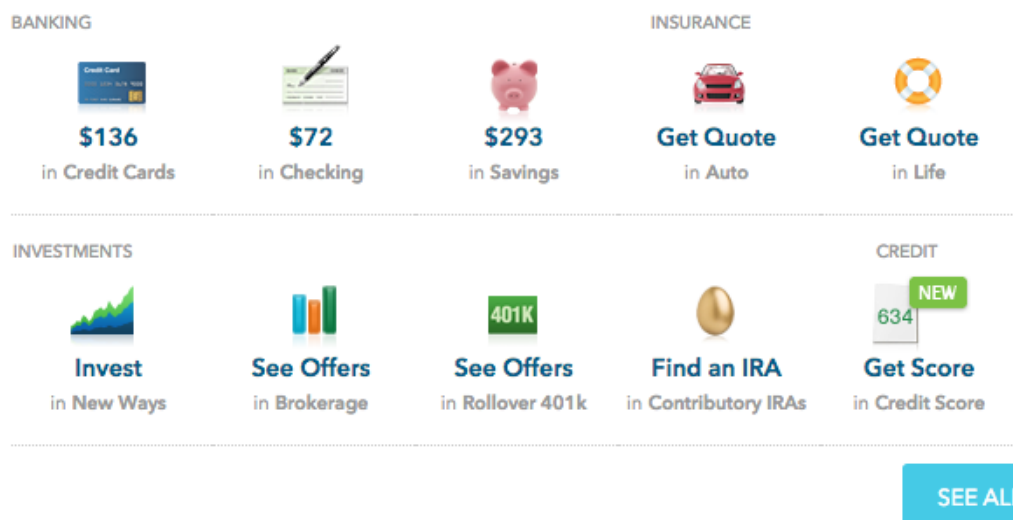 BANKING
INSURANCE
Credit Card
$136
$72
$293
Get Quote
Get Quote
in Credit Cards
in Checking
in Savings
in Auto
in Life
INVESTMENTS
CREDIT
NEW
401K
634
Invest
See Offers
See Offers
Find an IRA
Get Score
in New Ways
in Brokerage
in Rollover 401k
in Contributory IRAs
in Credit Score
SEE ALL